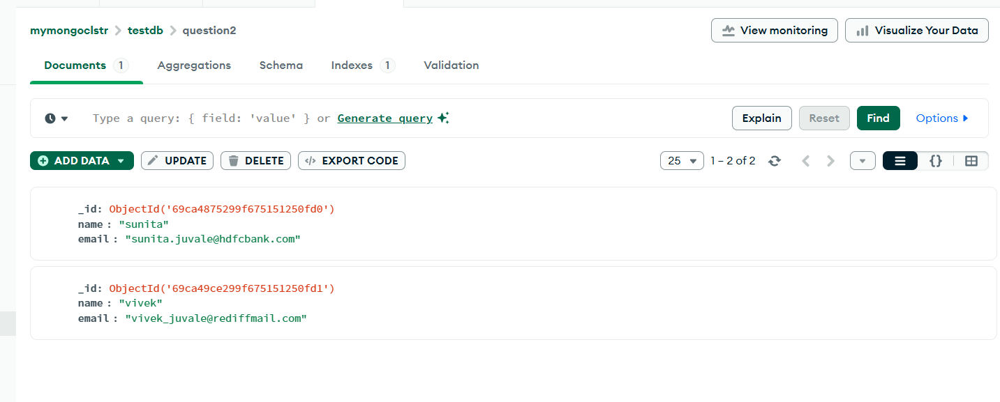 mymongoclstr > testdb > question2
View monitoring
Visualize Your Data
Documents 1 Aggregations Schema Indexes 1 Validation
Type a query: { field: 'value' } or Generate query
Explain Reset Find Options
ADD DATA UPDATE DELETE </> EXPORT CODE
25 1 – 2 of 2 {}
_id: ObjectId('69ca4875299f675151250fd0')
name : "sunita"
email : "sunita.juvale@hdfcbank.com"
_id: ObjectId('69ca49ce299f675151250fd1')
name : "vivek"
email : "vivek_juvale@rediffmail.com"